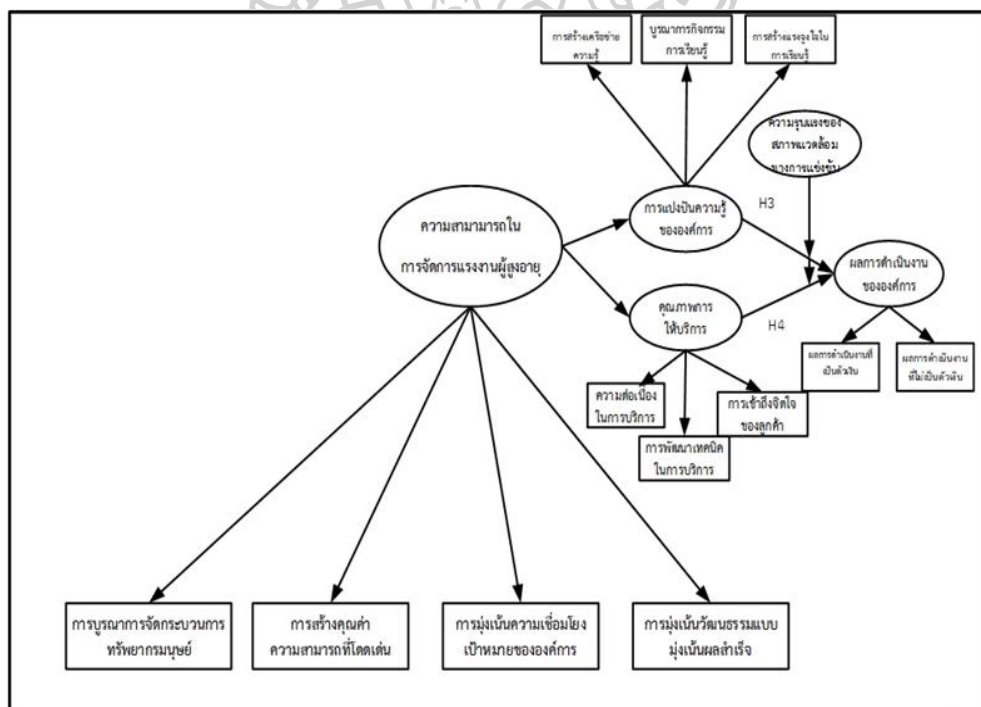 การสร้างเครือข่าย
ความรู้
บูรณาการกิจกรรม
การเรียนรู้
การสร้างแรงจูงใจใน
การเรียนรู้
ความรุนแรงของ
สภาพแวดล้อม
ทางการแข่งขัน
การแบ่งปันความรู้
ขององค์การ
H3
ความสามามารถใน
การจัดการแรงงานผู้สูงอายุ
ผลการดำเนินงาน
ขององค์การ
คุณภาพการ
ให้บริการ
H4
ผลการดำเนินงานที่
เป็นตัวเงิน
ผลการดำเนินงาน
ที่ไม่เป็นตัวเงิน
ความต่อเนื่อง
ในการบริการ
การเข้าถึงจิตใจ
ของลูกค้า
การพัฒนาเทคนิค
ในการบริการ
การบูรณาการจัดกระบวนการ
ทรัพยากรมนุษย์
การสร้างคุณค่า
ความสามารถที่โดดเด่น
การมุ่งเน้นความเชื่อมโยง
เป้าหมายขององค์การ
การมุ่งเน้นวัฒนธรรมแบบ
มุ่งเน้นผลสำเร็จ